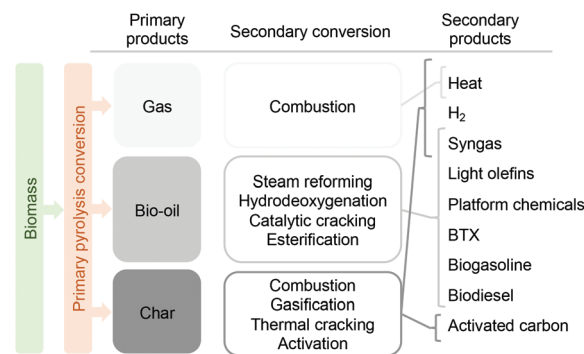 Primary
products
Secondary conversion
Secondary
products
Biomass
Primary pyrolysis conversion
Gas
Combustion
Bio-oil
Steam reforming
Hydrodeoxygenation
Catalytic cracking
Esterification
Char
Combustion
Gasification
Thermal cracking
Activation
Heat
H₂
Syngas
Light olefins
Platform chemicals
BTX
Biogasoline
Biodiesel
Activated carbon